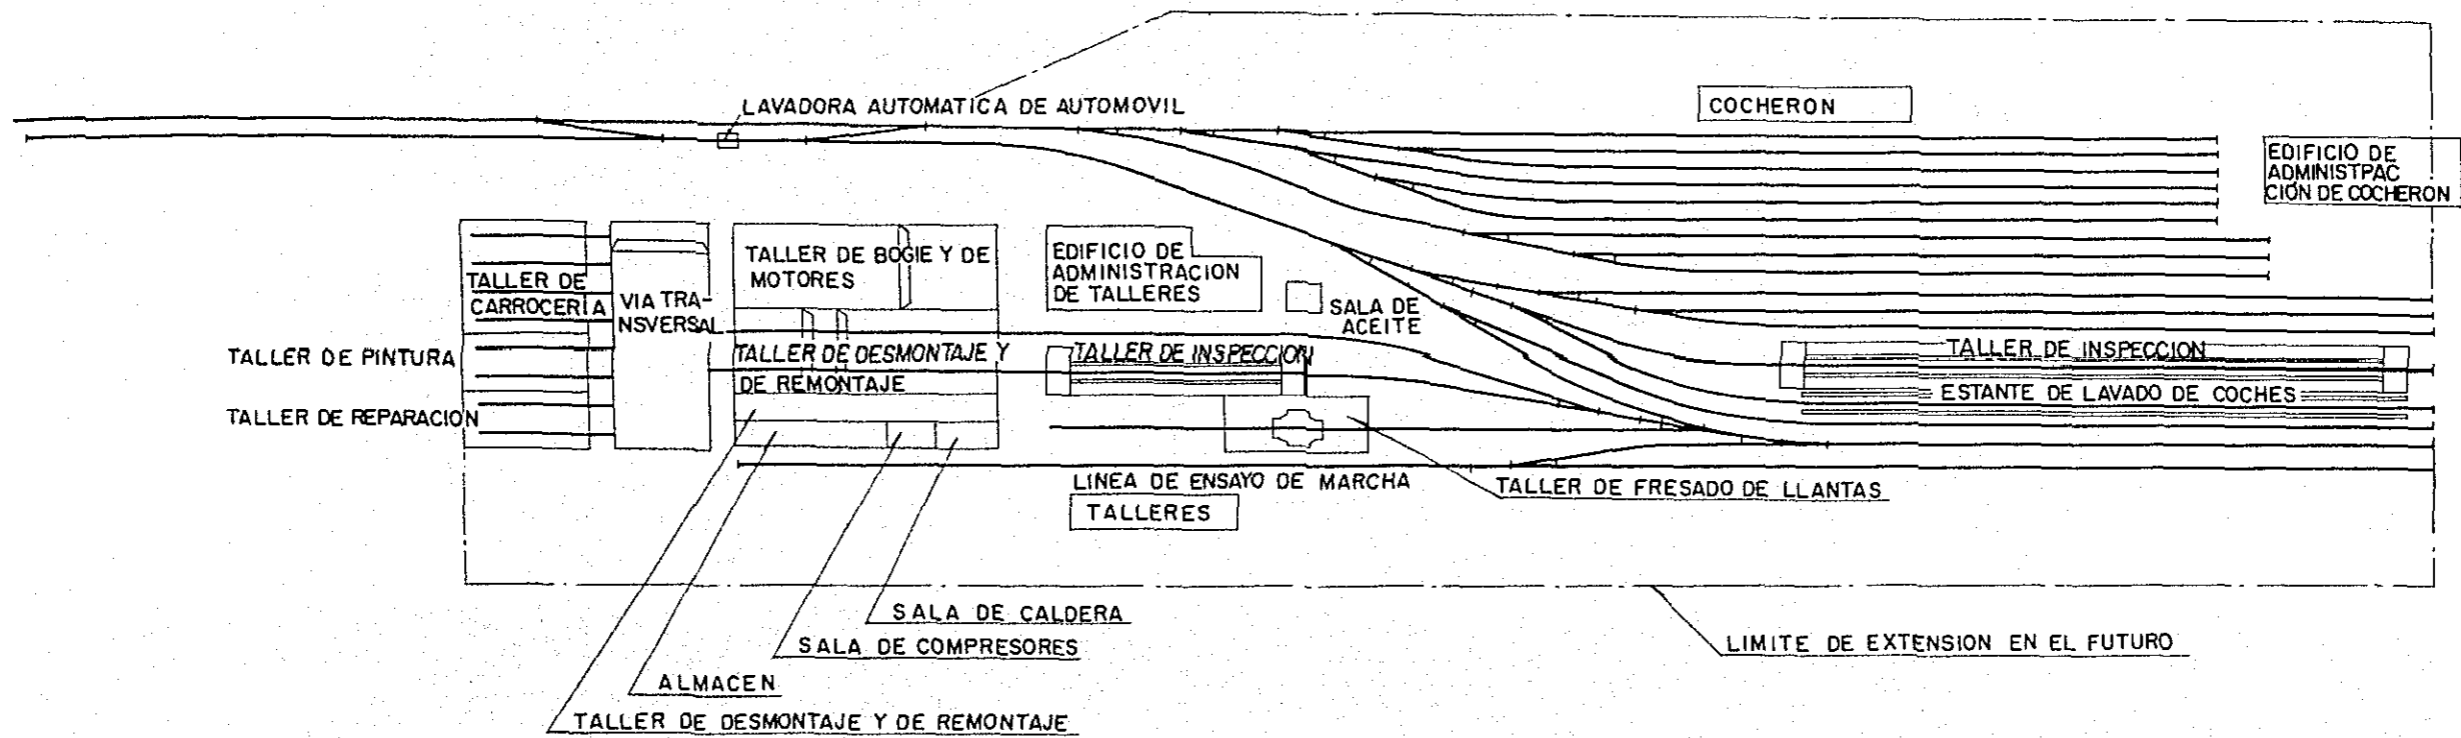 LAVADORA AUTOMATICA DE AUTOMOVIL
COCHERON
EDIFICIO DE
ADMINISTPAC
CIÓN DE COCHERON
TALLER DE BOGIE Y DE
MOTORES
EDIFICIO DE
ADMINISTRACION
DE TALLERES
TALLER DE
CARROCERIA
VIA TRA-
NSVERSAL
SALA DE
ACEITE
TALLER DE PINTURA
TALLER DE DESMONTAJE Y
DE REMONTAJE
TALLER DE INSPECCION
TALLER DE INSPECCION
ESTANTE DE LAVADO DE COCHES
TALLER DE REPARACION
LINEA DE ENSAYO DE MARCHA
TALLER DE FRESADO DE LLANTAS
TALLERES
SALA DE CALDERA
SALA DE COMPRESORES
LIMITE DE EXTENSION EN EL FUTURO
ALMACEN
TALLER DE DESMONTAJE Y DE REMONTAJE